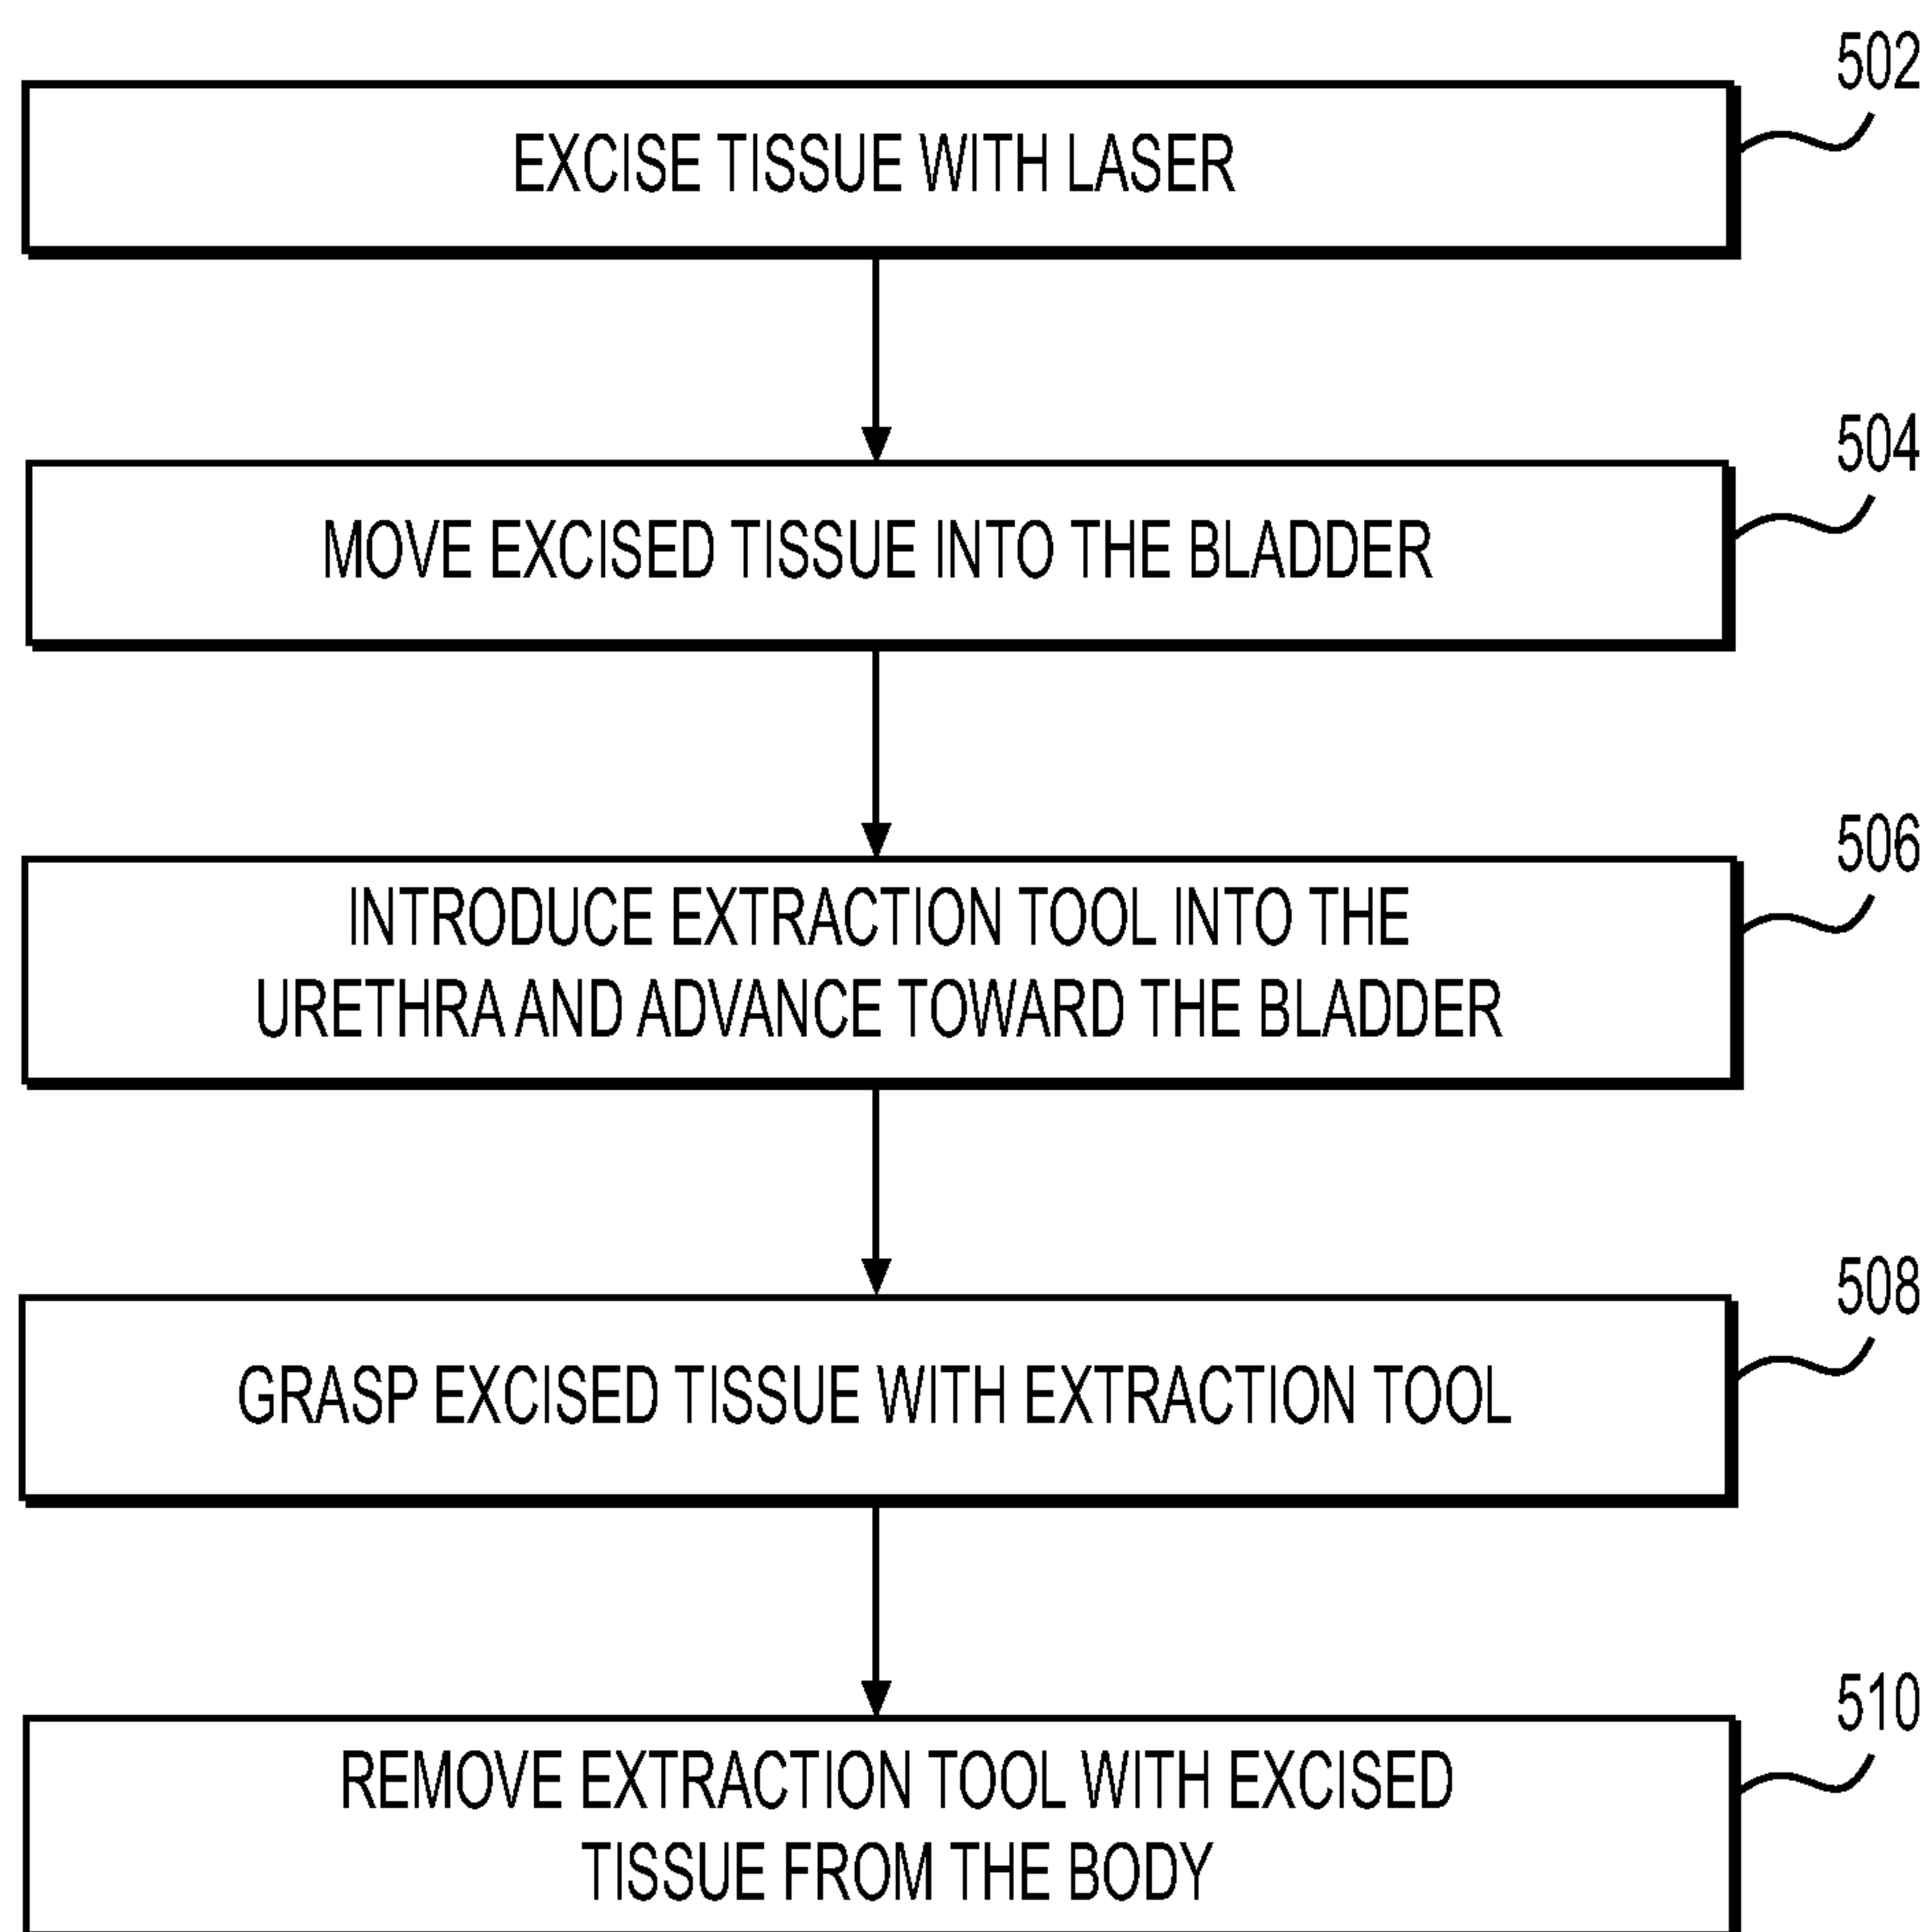 502
EXCISE TISSUE WITH LASER
504
MOVE EXCISED TISSUE INTO THE BLADDER
506
INTRODUCE EXTRACTION TOOL INTO THE
URETHRA AND ADVANCE TOWARD THE BLADDER
508
GRASP EXCISED TISSUE WITH EXTRACTION TOOL
510
REMOVE EXTRACTION TOOL WITH EXCISED
TISSUE FROM THE BODY